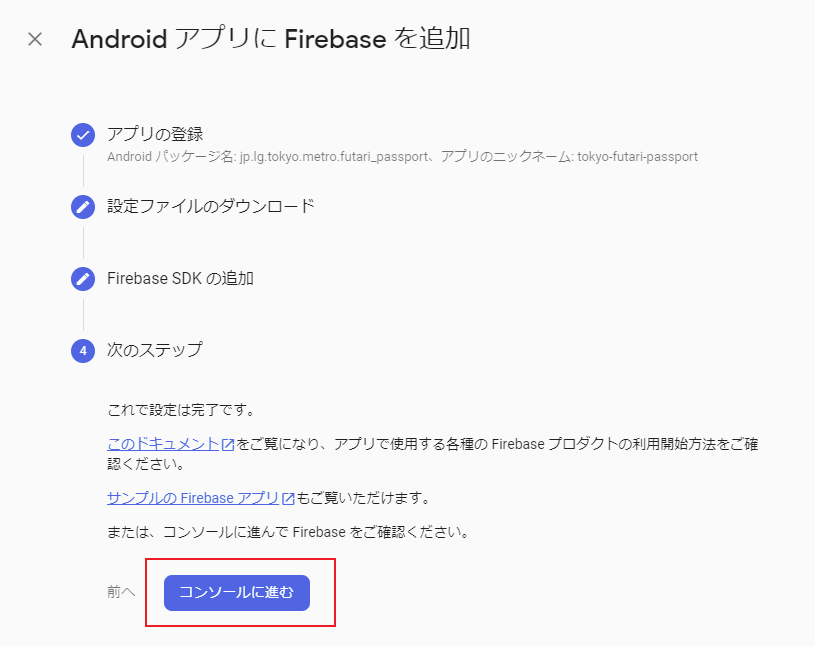 Android アプリに Firebase を追加
アプリの登録
Android パッケージ名: jp.lg.tokyo.metro.futari_passport、アプリのニックネーム: tokyo-futari-passport
設定ファイルのダウンロード
Firebase SDK の追加
4 次のステップ
これで設定は完了です。
このドキュメントをご覧になり、アプリで使用する各種の Firebase プロダクトの利用開始方法をご確
認ください。
サンプルの Firebase アプリもご覧いただけます。
または、コンソールに進んで Firebase をご確認ください。
前へ コンソールに進む